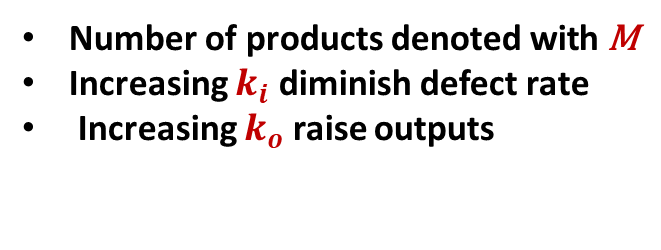 • Number of products denoted with M
• Increasing kᵢ diminish defect rate
• Increasing kₒ raise outputs